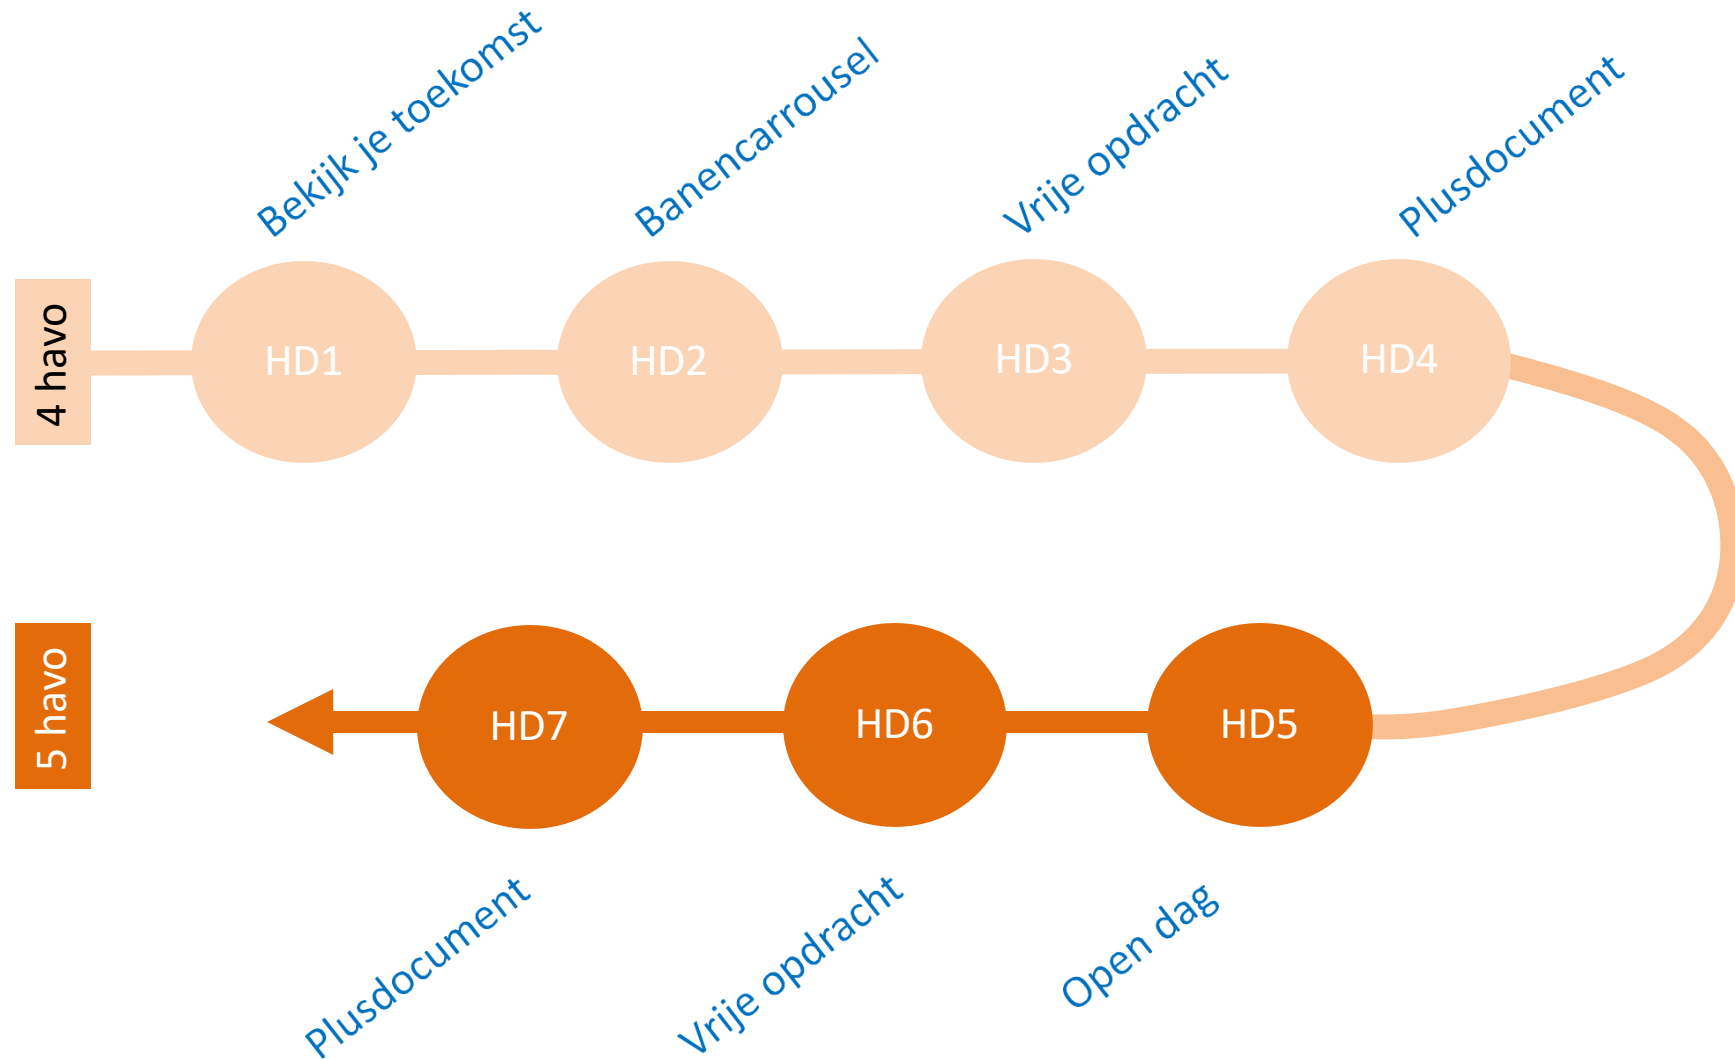 Bekijk je toekomst
Banencarrousel
Vrije opdracht
Plusdocument
4 havo
HD1
HD2
HD3
HD4
5 havo
HD7
HD6
HD5
Plusdocument
Vrije opdracht
Open dag